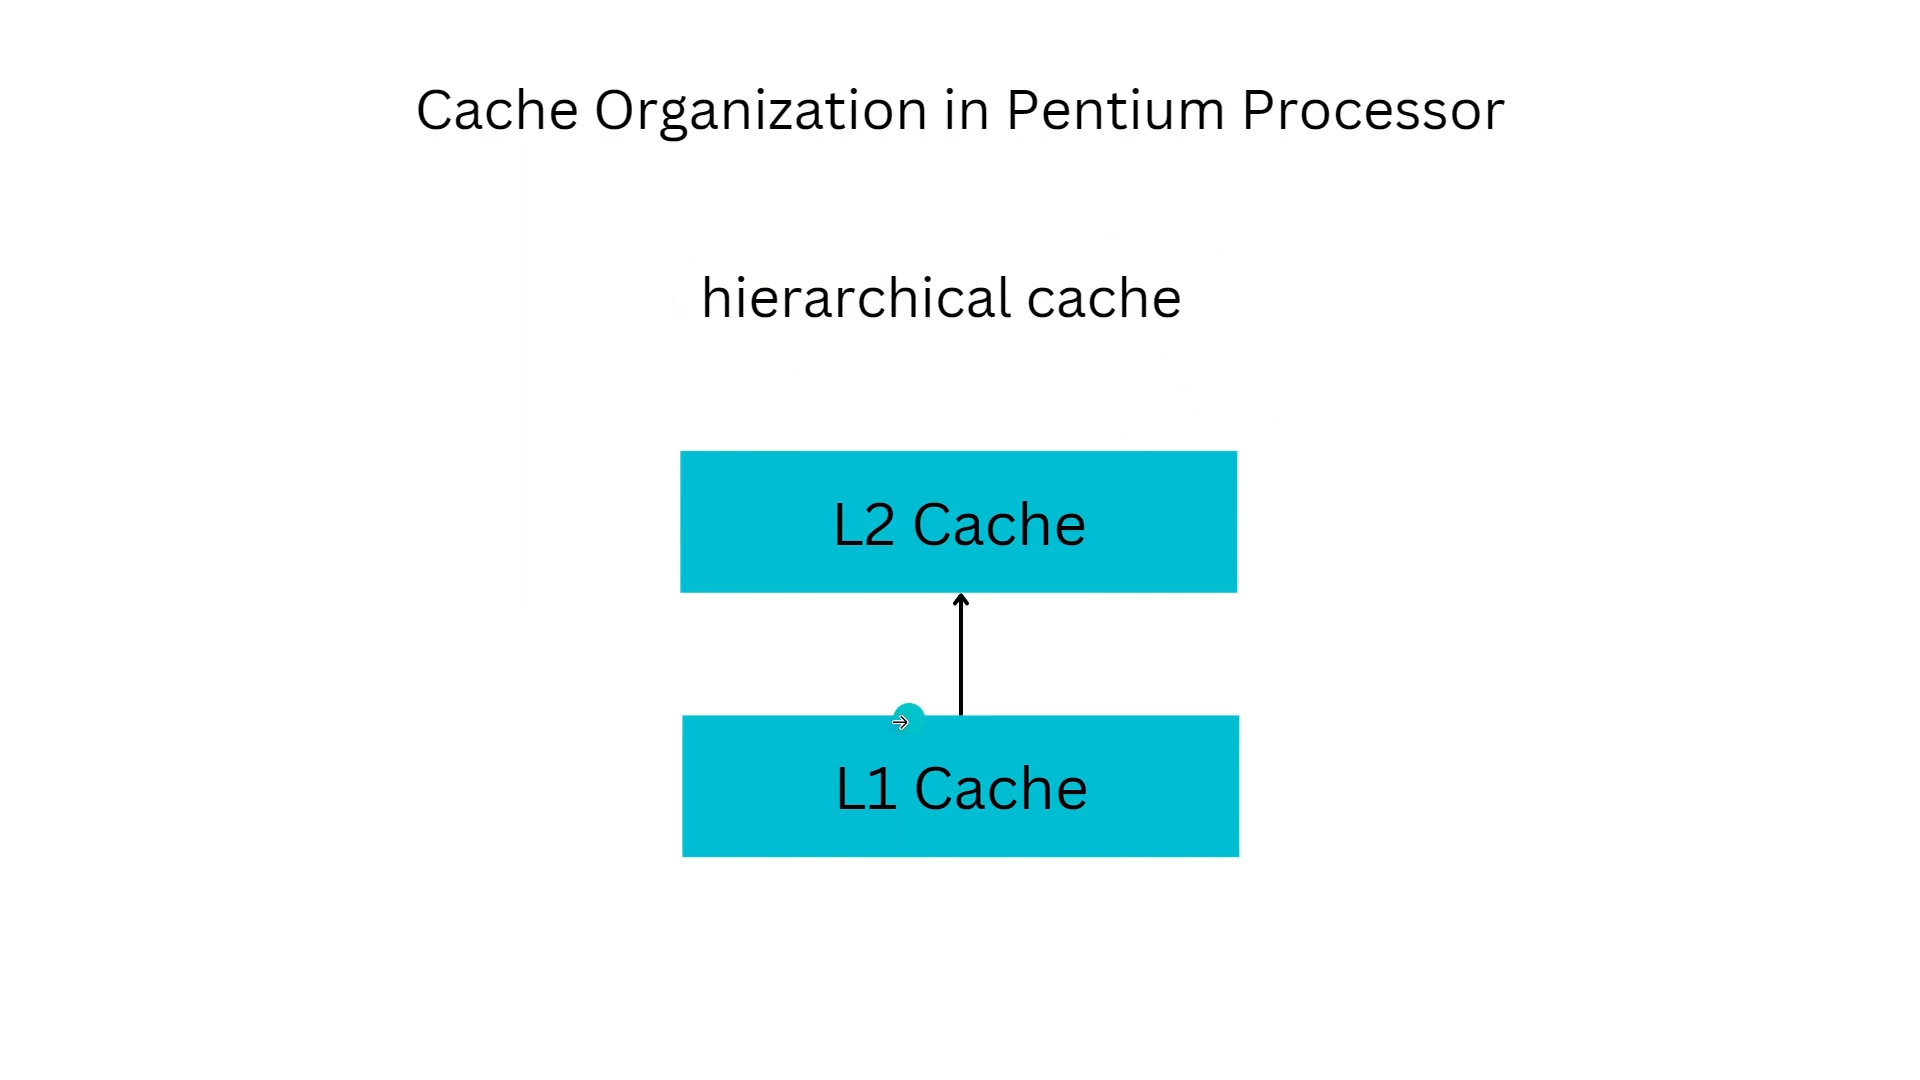 Cache Organization in Pentium Processor
hierarchical cache
L2 Cache
L1 Cache